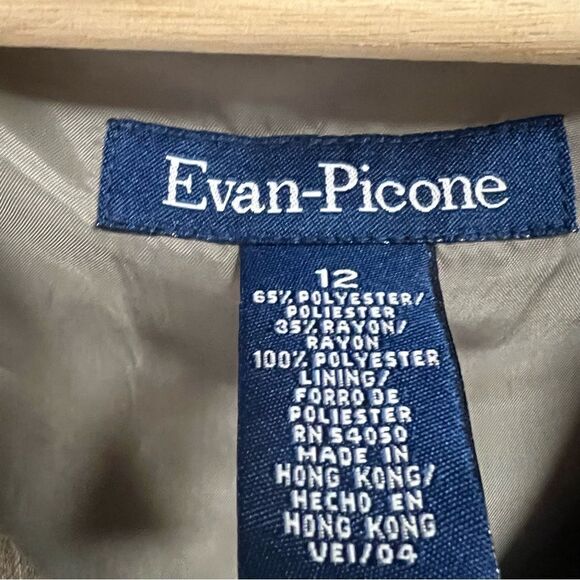 Evan-Picone
12
65% POLYESTER/
POLIESTER
35% RAYON/
RAYON
100% POLYESTER
LINING/
FORRO DE
POLIESTER
RN 54050
MADE IN
HONG KONG/
HECHO EN
HONG KONG
VEI/04